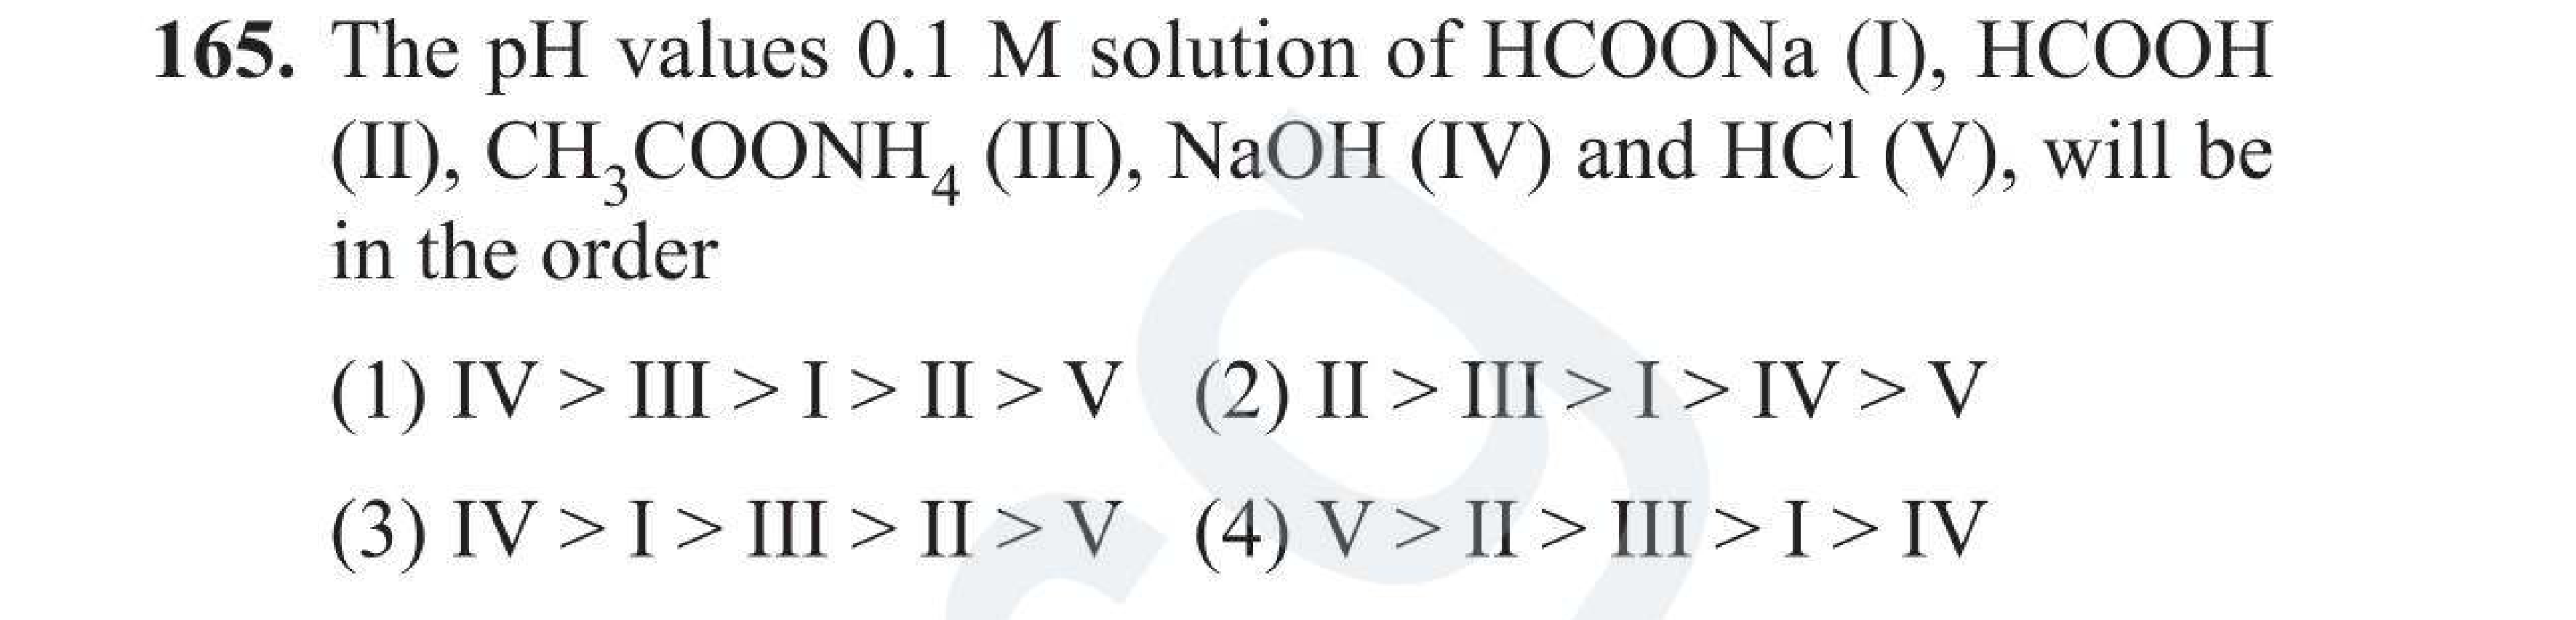 165. The pH values 0.1 M solution of HCOONa (I), HCOOH
(II), CH₃COONH₄ (III), NaOH (IV) and HCl (V), will be
in the order
(1) IV > III > I > II > V (2) II > III > I > IV > V
(3) IV > I > III > II > V (4) V > II > III > I > IV